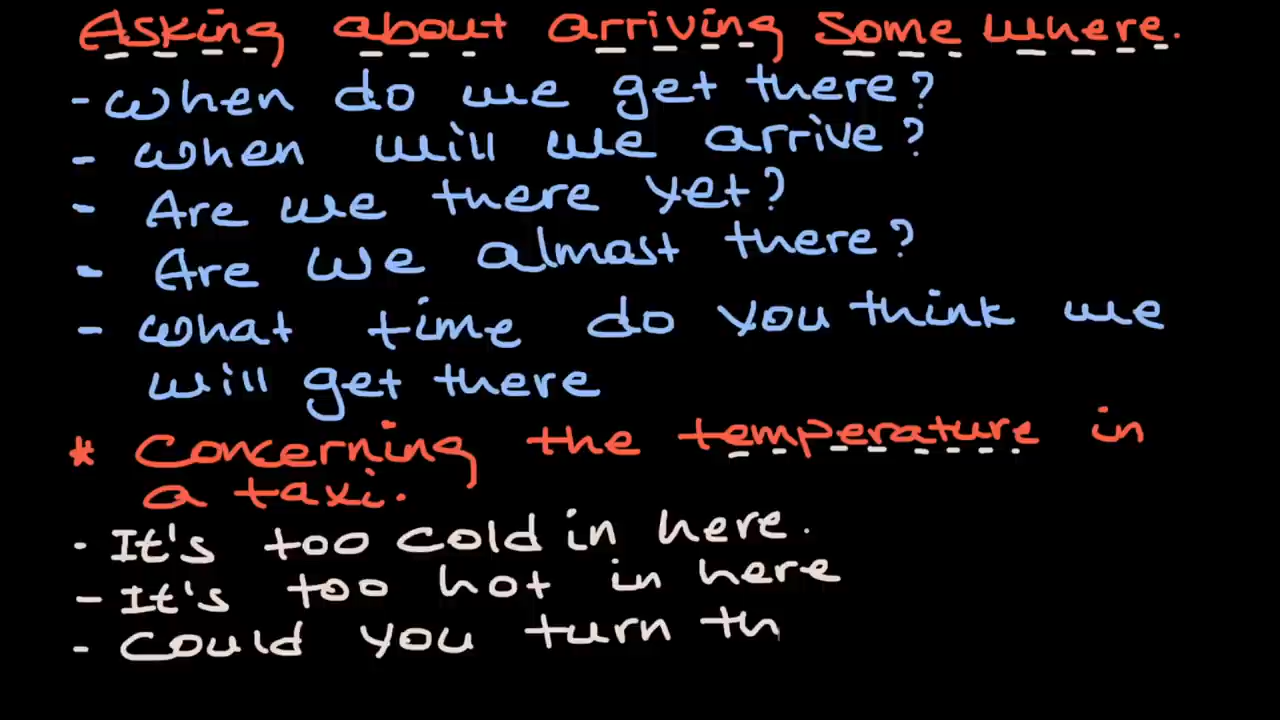 Asking about arriving Some where.
- When do we get there?
- When will we arrive?
- Are we there yet?
- Are we almost there?
- What time do you think we
will get there
* Concerning the temperature in
a taxi.
- It's too cold in here.
- It's too hot in here
- Could you turn th